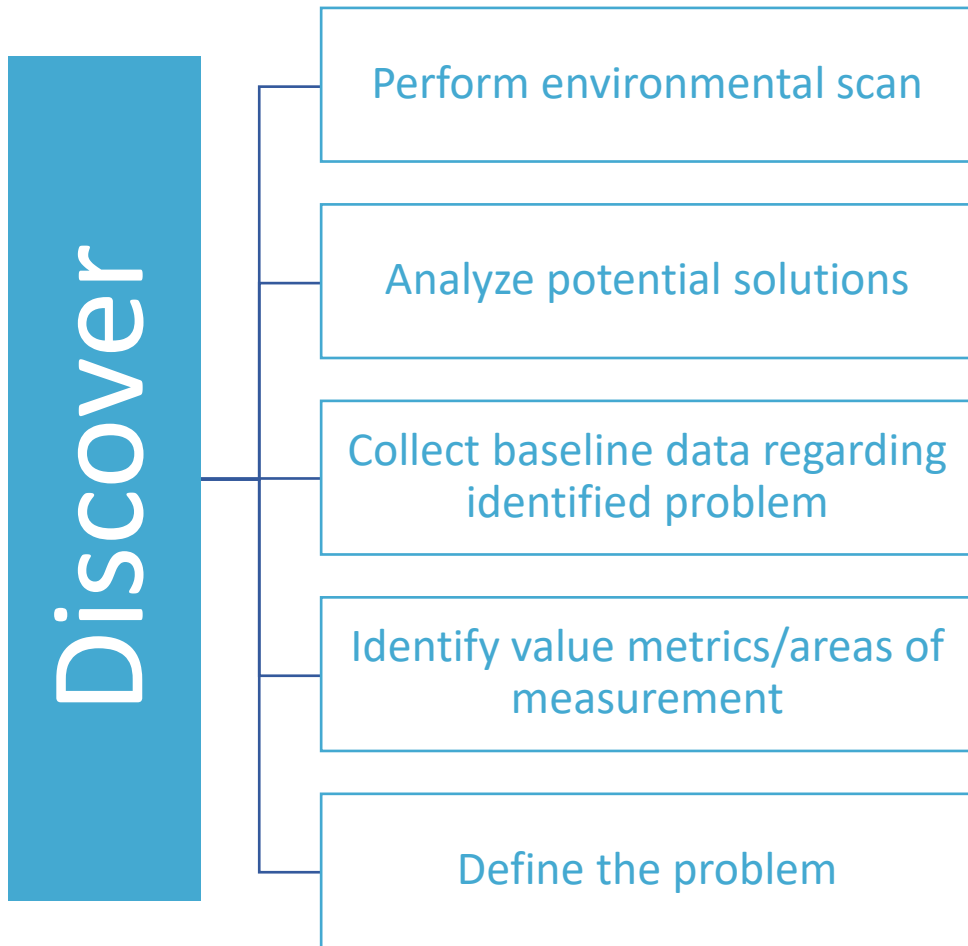 Discover
Perform environmental scan
Analyze potential solutions
Collect baseline data regarding
identified problem
Identify value metrics/areas of
measurement
Define the problem